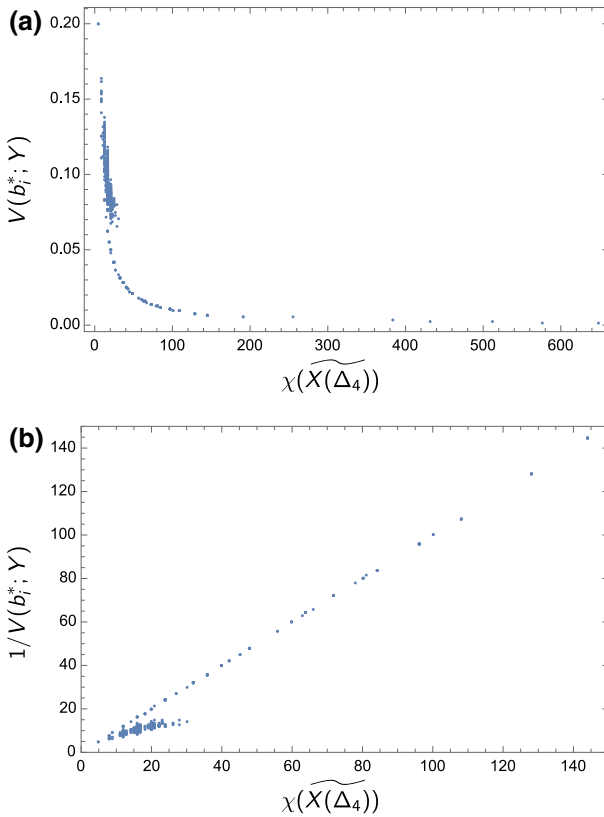 (a)
0.20
0.15
0.10
0.05
0.00
V(b_i^*; Y)
0 100 200 300 400 500 600
χ(\widetilde{X(Δ_4)})
(b)
140
120
100
80
60
40
20
0
1/V(b_i^*; Y)
0 20 40 60 80 100 120 140
χ(\widetilde{X(Δ_4)})